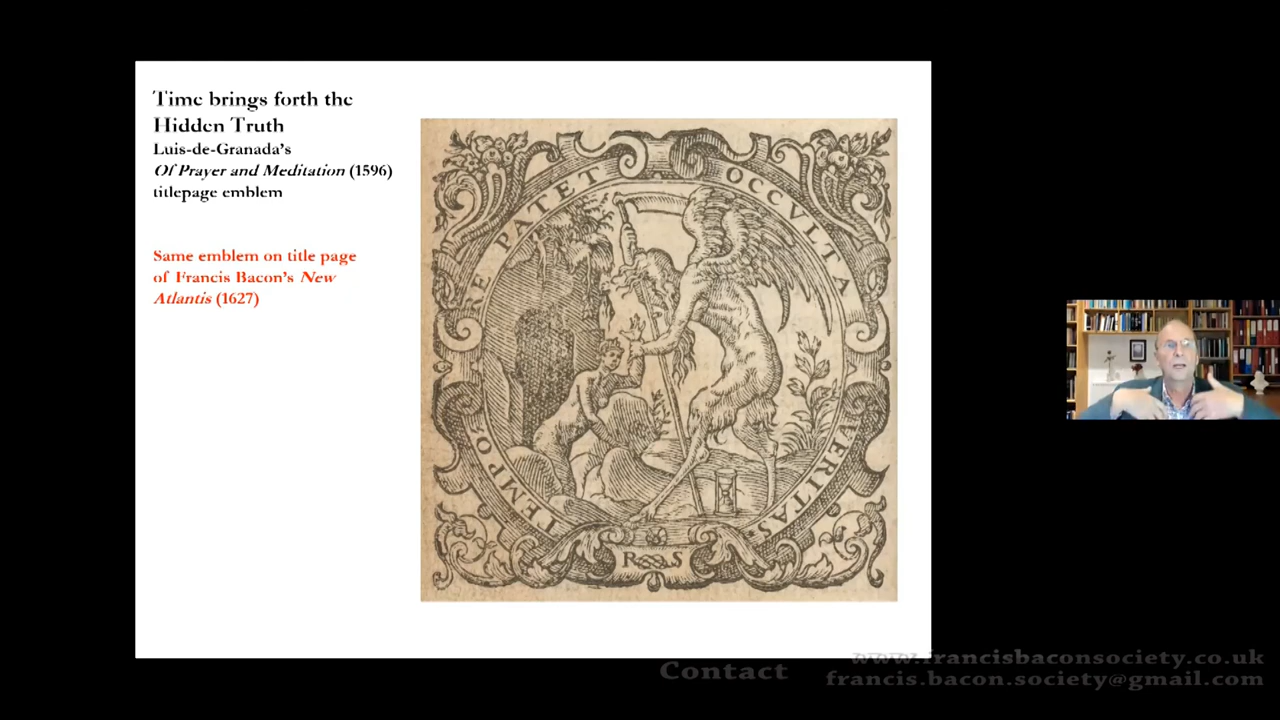 Time brings forth the
Hidden Truth
Luis-de-Granada's
Of Prayer and Meditation (1596)
titlepage emblem
Same emblem on title page
of Francis Bacon's New
Atlantis (1627)
TEMPORE PATET OCCVLTA VERITAS
R S
Contact
www.francisbaconsociety.co.uk
francis.bacon.society@gmail.com